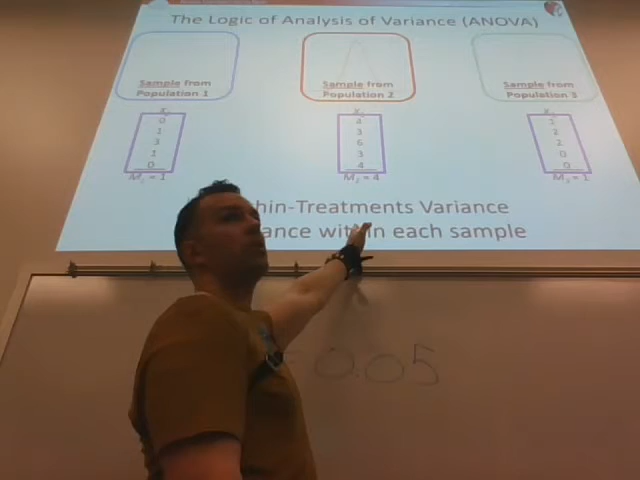 The Logic of Analysis of Variance (ANOVA)
Sample from
Population 1
Sample from
Population 2
Sample from
Population 3
0
1
3
1
0
M₁ = 1
4
3
6
3
4
M₂ = 4
1
2
2
0
0
M₃ = 1
hin-Treatments Variance
ance within each sample
0.05